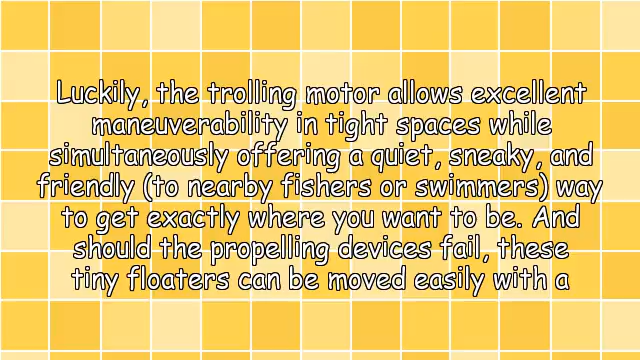 Luckily, the trolling motor allows excellent
maneuverability in tight spaces while
simultaneously offering a quiet, sneaky, and
friendly (to nearby fishers or swimmers) way
to get exactly where you want to be. And
should the propelling devices fail, these
tiny floaters can be moved easily with a